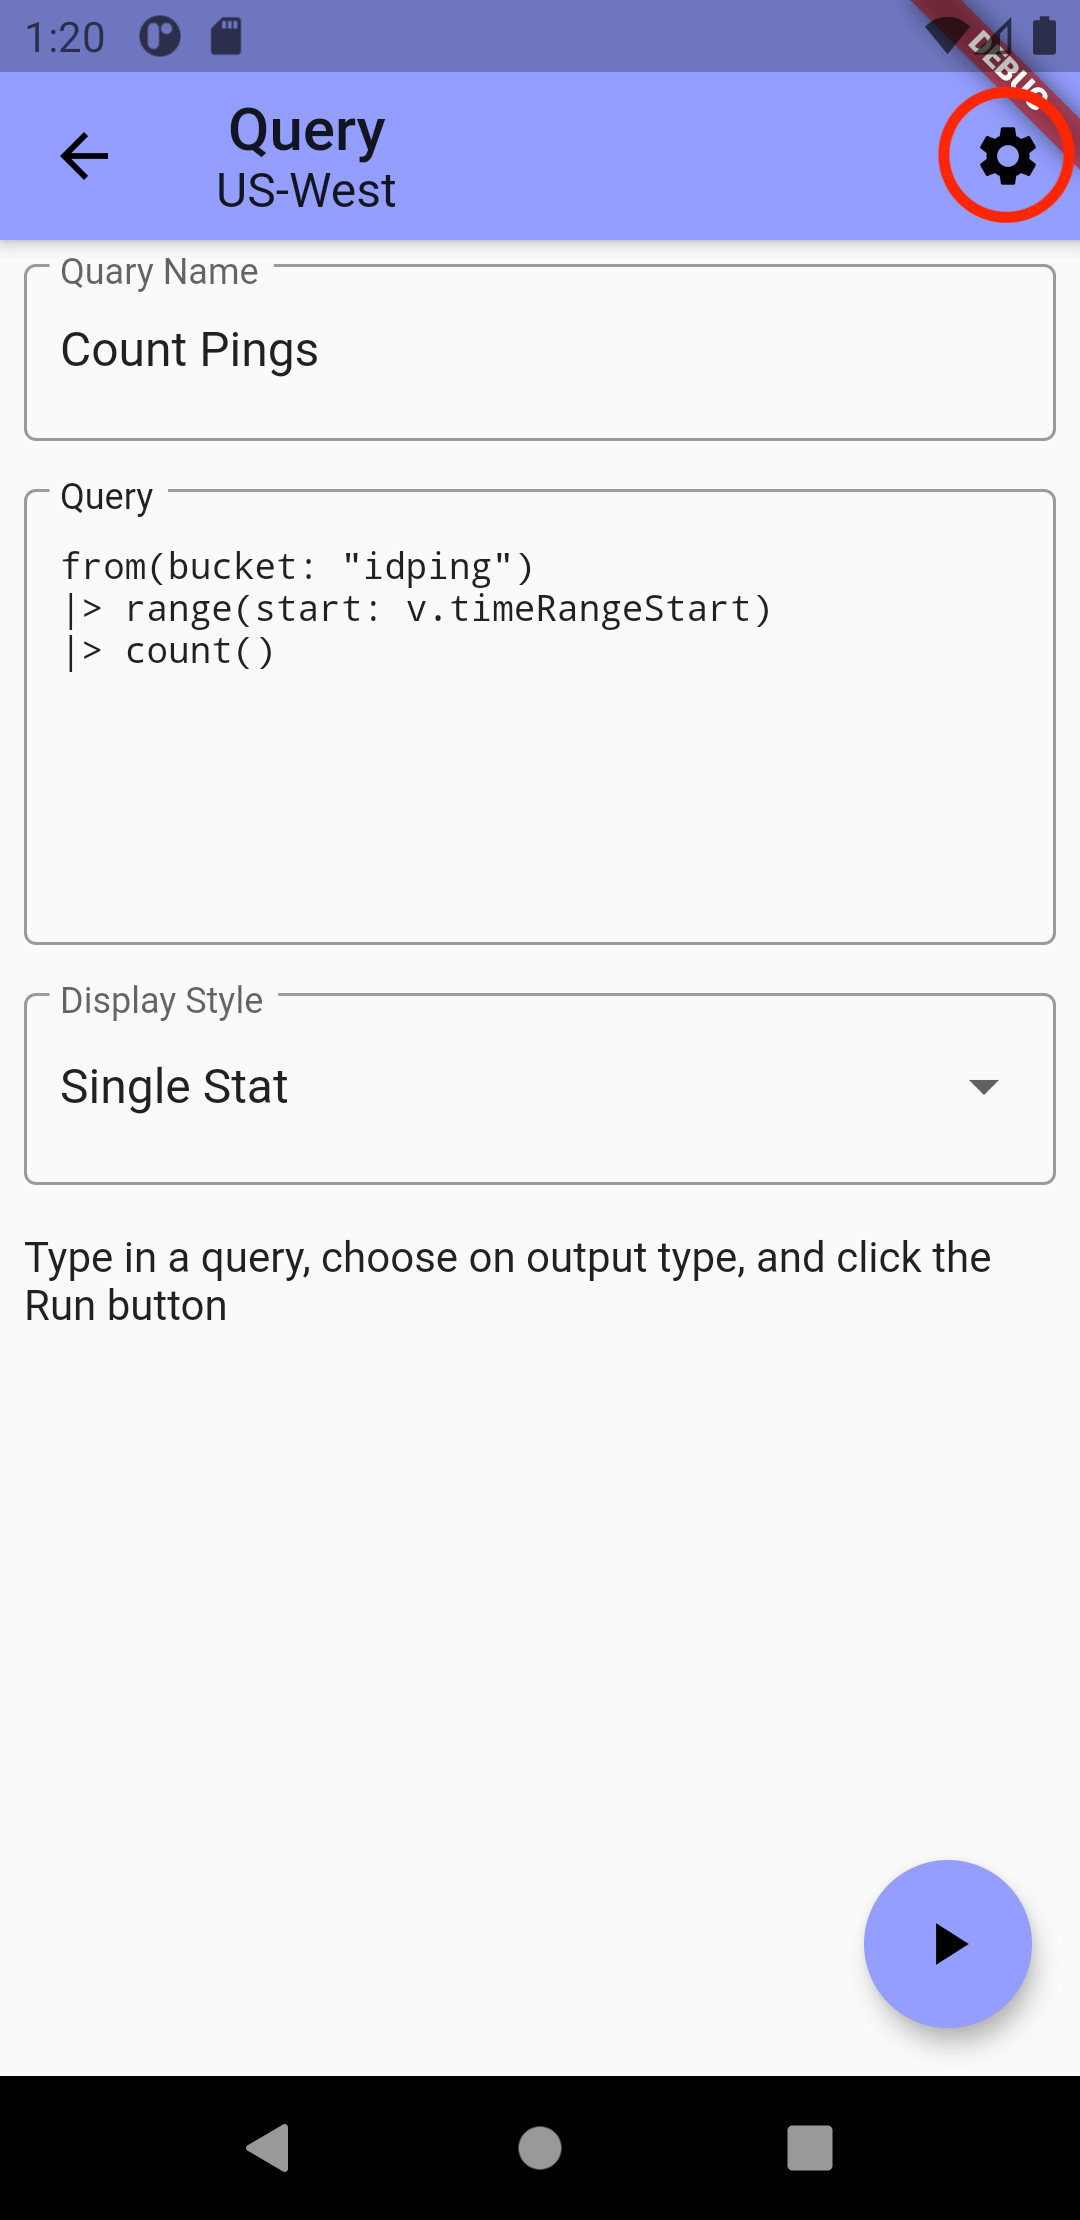 1:20
DEBUG
Query
US-West
Quary Name
Count Pings
Query
from(bucket: "idping")
|> range(start: v.timeRangeStart)
|> count()
Display Style
Single Stat
Type in a query, choose on output type, and click the
Run button